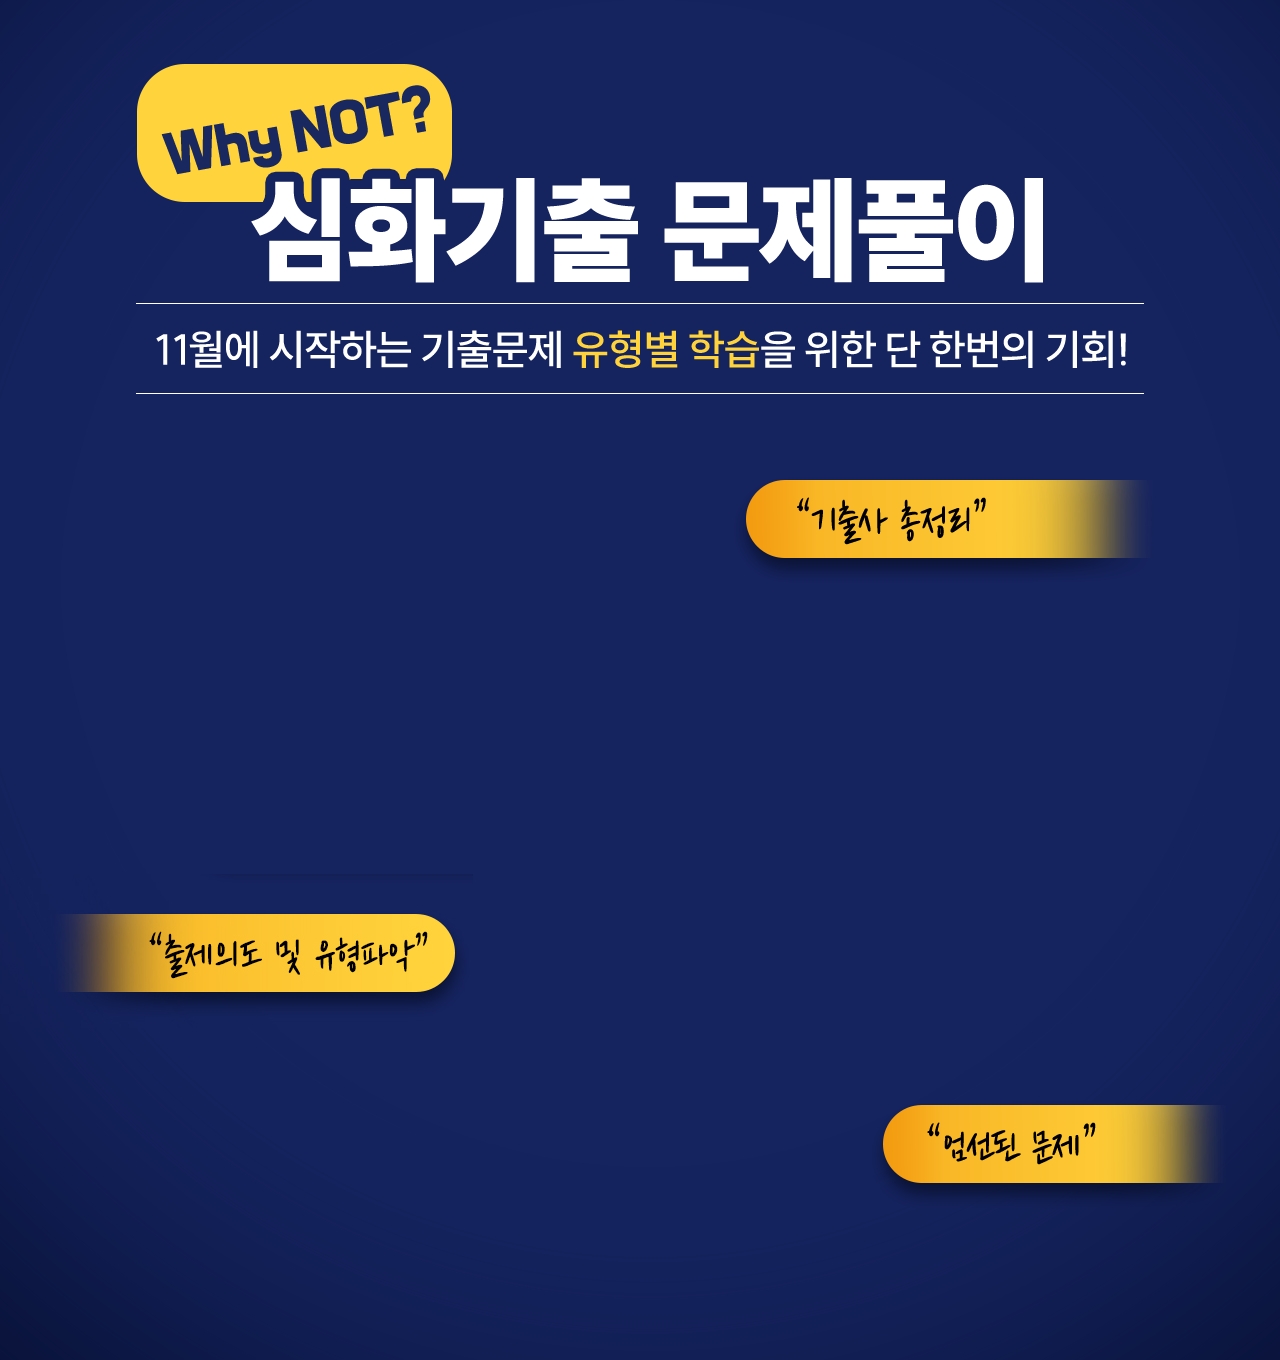 Why NOT?
심화기출 문제풀이
11월에 시작하는 기출문제 유형별 학습을 위한 단 한번의 기회!
“기출사 총정리”
“출제의도 및 유형파악”
“엄선된 문제”